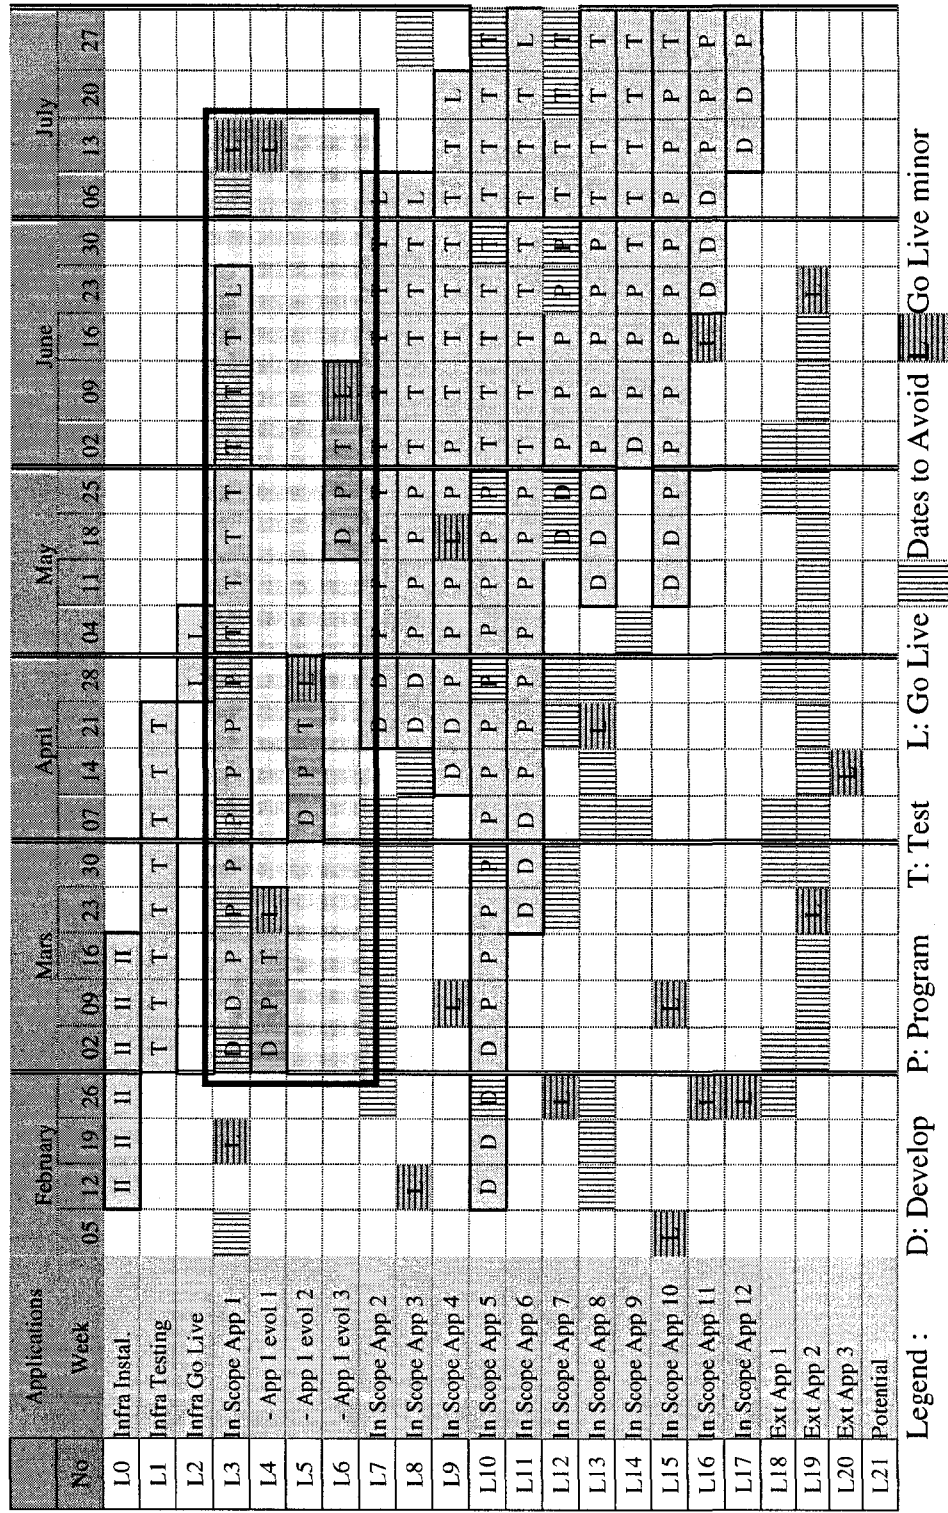 Applications February Mars April May June July
No Week 05 12 19 26 02 09 16 23 30 07 14 21 28 04 11 18 25 02 09 16 23 30 06 13 20 27
L0 Infra Instal. II II II II II II
L1 Infra Testing T T T T T T T T
L2 Infra Go Live L L
L3 In Scope App 1 L D D P P P P P P P T T T T T T T L L
L4 - App 1 evol 1 D P T L L
L5 - App 1 evol 2 D P T L
L6 - App 1 evol 3 D P T L
L7 In Scope App 2 D D P P P P P L
L8 In Scope App 3 L D D P P P P T T T T T L
L9 In Scope App 4 L D D P P P L P P T T T T T T L
L10 In Scope App 5 D D D D P P P P P P P P P P P P T T T T T T T T T
L11 In Scope App 6 D D D P P P P P P P T T T T T T T T L
L12 In Scope App 7 L D D P P P P P T T T T
L13 In Scope App 8 L D D D P P P P P T T T T
L14 In Scope App 9 D P P P T T T T T
L15 In Scope App 10 L L D D P P P P P P P P P T
L16 In Scope App 11 L L D D D P P P
L17 In Scope App 12 L D D P
L18 Ext App 1
L19 Ext App 2 L L
L20 Ext App 3 L
L21 Potential
Legend : D: Develop P: Program T: Test L: Go Live Dates to Avoid L Go Live minor